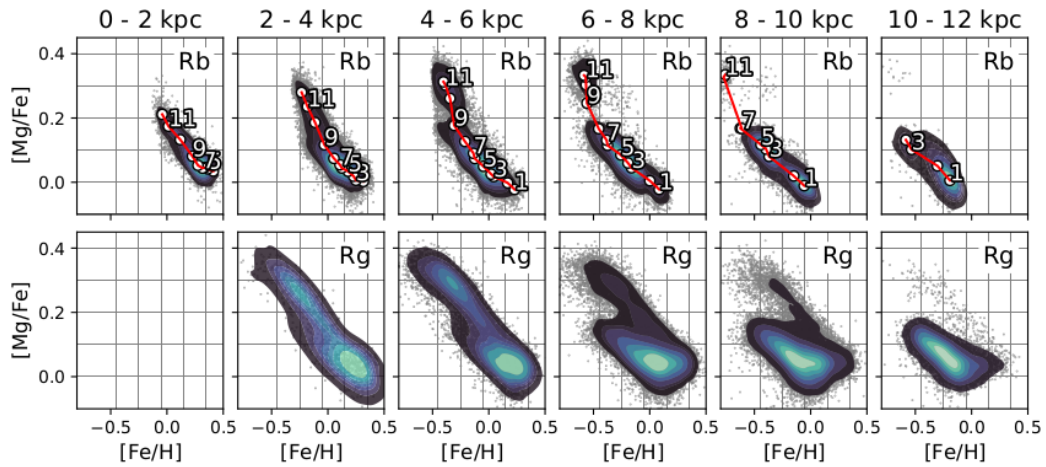 0 - 2 kpc 2 - 4 kpc 4 - 6 kpc 6 - 8 kpc 8 - 10 kpc 10 - 12 kpc
0.4 Rb Rb Rb Rb Rb Rb
11 11 11 11 11
[Mg/Fe] 0.2 9 9 9
7 5 7 5 3 7 5 3 1 7 5 3 1 7 5 3 1 3 1
0.0
0.4 Rg Rg Rg Rg Rg
[Mg/Fe] 0.2
0.0
−0.5 0.0 0.5 −0.5 0.0 0.5 −0.5 0.0 0.5 −0.5 0.0 0.5 −0.5 0.0 0.5 −0.5 0.0 0.5
[Fe/H] [Fe/H] [Fe/H] [Fe/H] [Fe/H] [Fe/H]